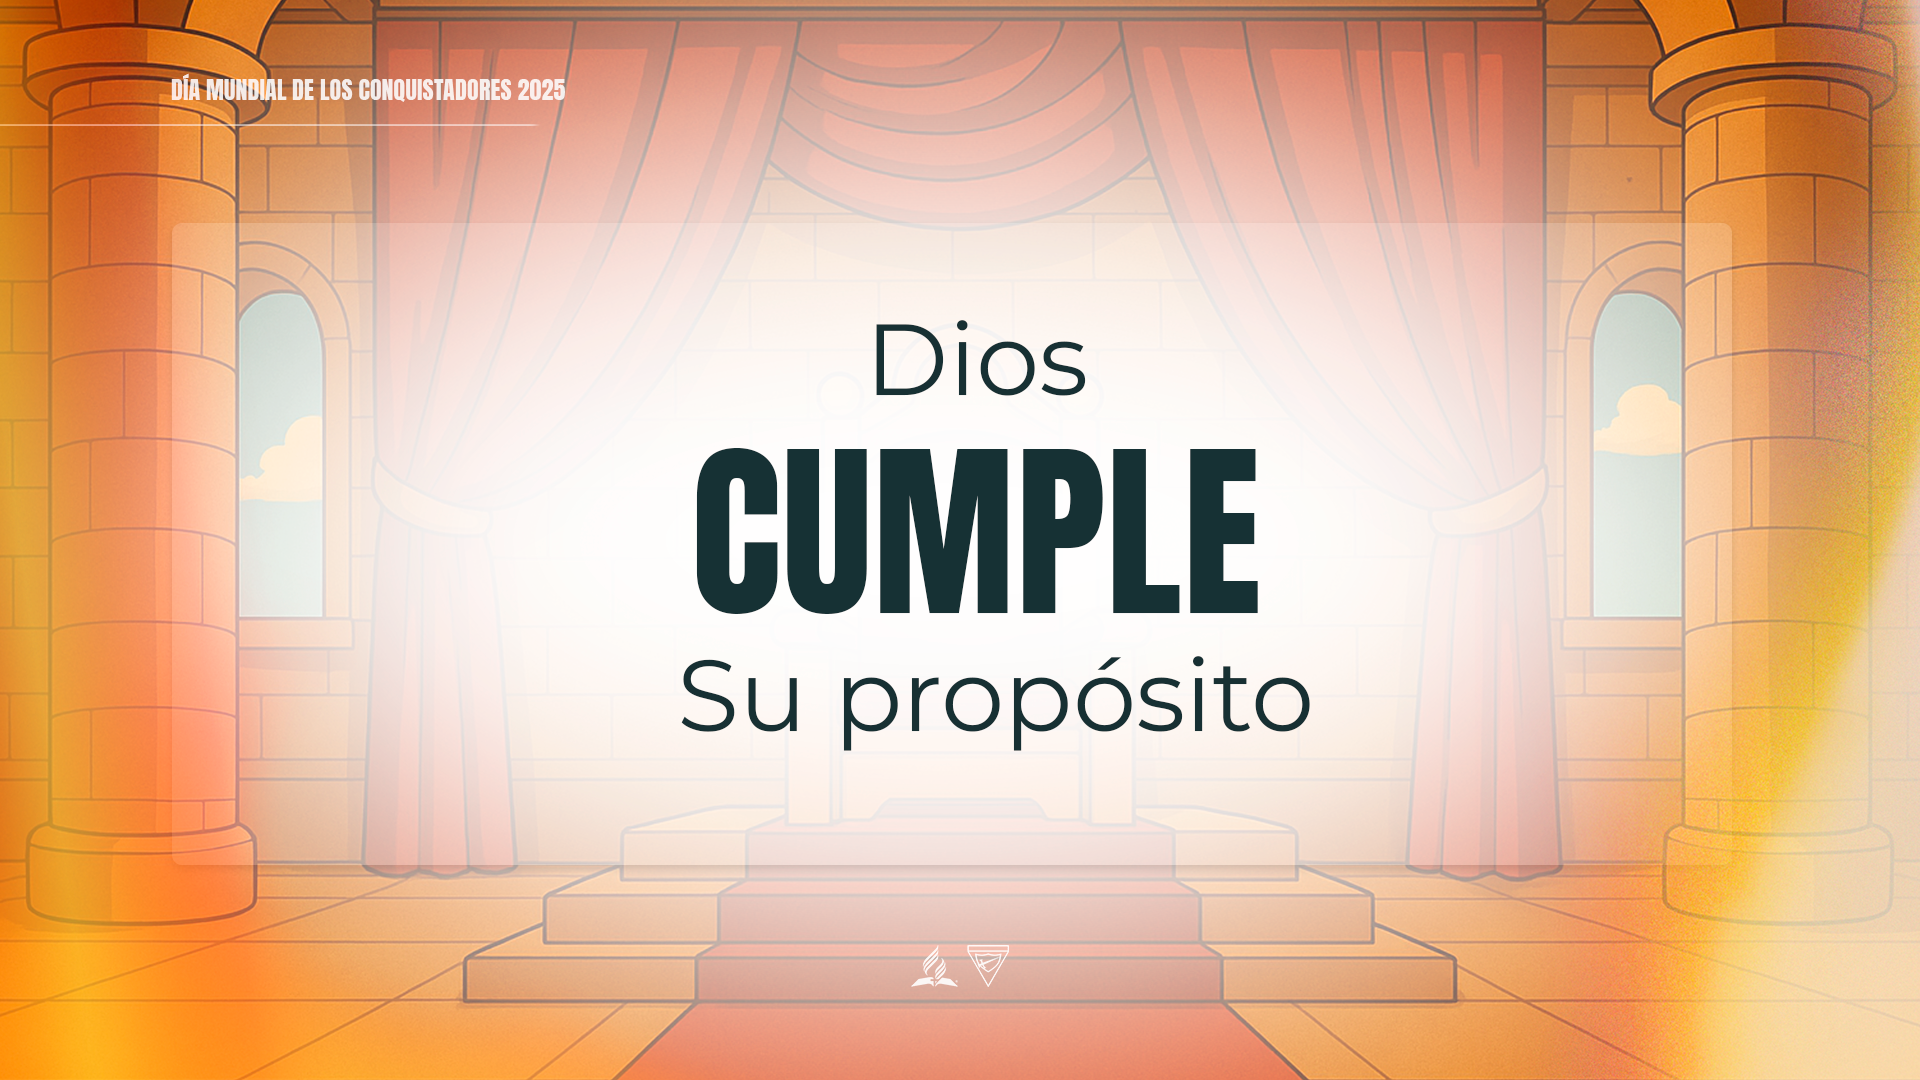 DÍA MUNDIAL DE LOS CONQUISTADORES 2025
Dios
CUMPLE
Su propósito